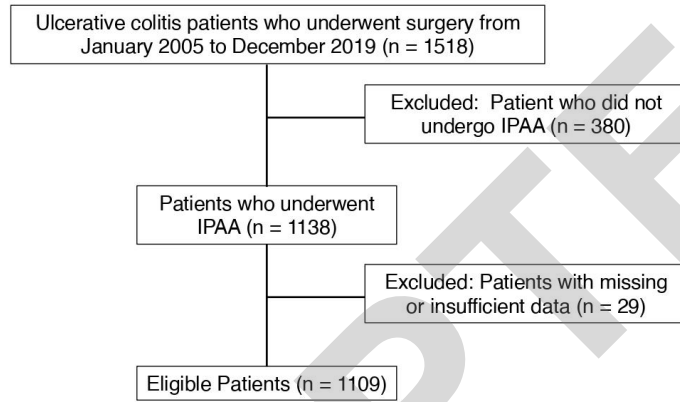 Ulcerative colitis patients who underwent surgery from
January 2005 to December 2019 (n = 1518)
Excluded:  Patient who did not
undergo IPAA (n = 380)
Patients who underwent
IPAA (n = 1138)
Excluded: Patients with missing
or insufficient data (n = 29)
Eligible Patients (n = 1109)